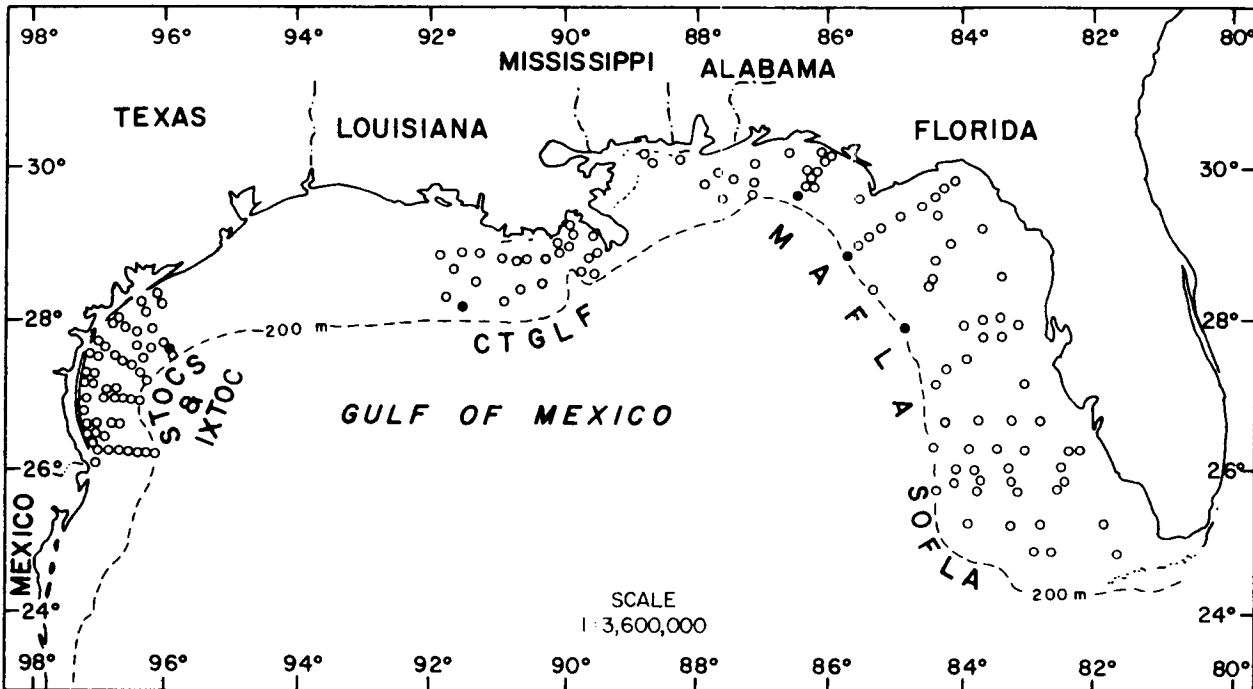 98° 96° 94° 92° 90° 88° 86° 84° 82° 80°
MISSISSIPPI ALABAMA
TEXAS LOUISIANA FLORIDA
30° 30°
MAFLA
28° 200 m 28°
CTGLF
STOCS
&
IXTOC
GULF OF MEXICO
26° 26°
SOFLA
MEXICO
200 m
24° SCALE 24°
1:3,600,000
98° 96° 94° 92° 90° 88° 86° 84° 82° 80°